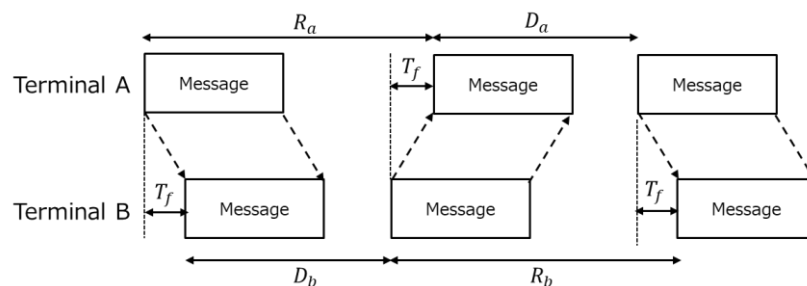 R_a D_a
Terminal A Message T_f Message Message
Terminal B T_f Message Message T_f Message
D_b R_b